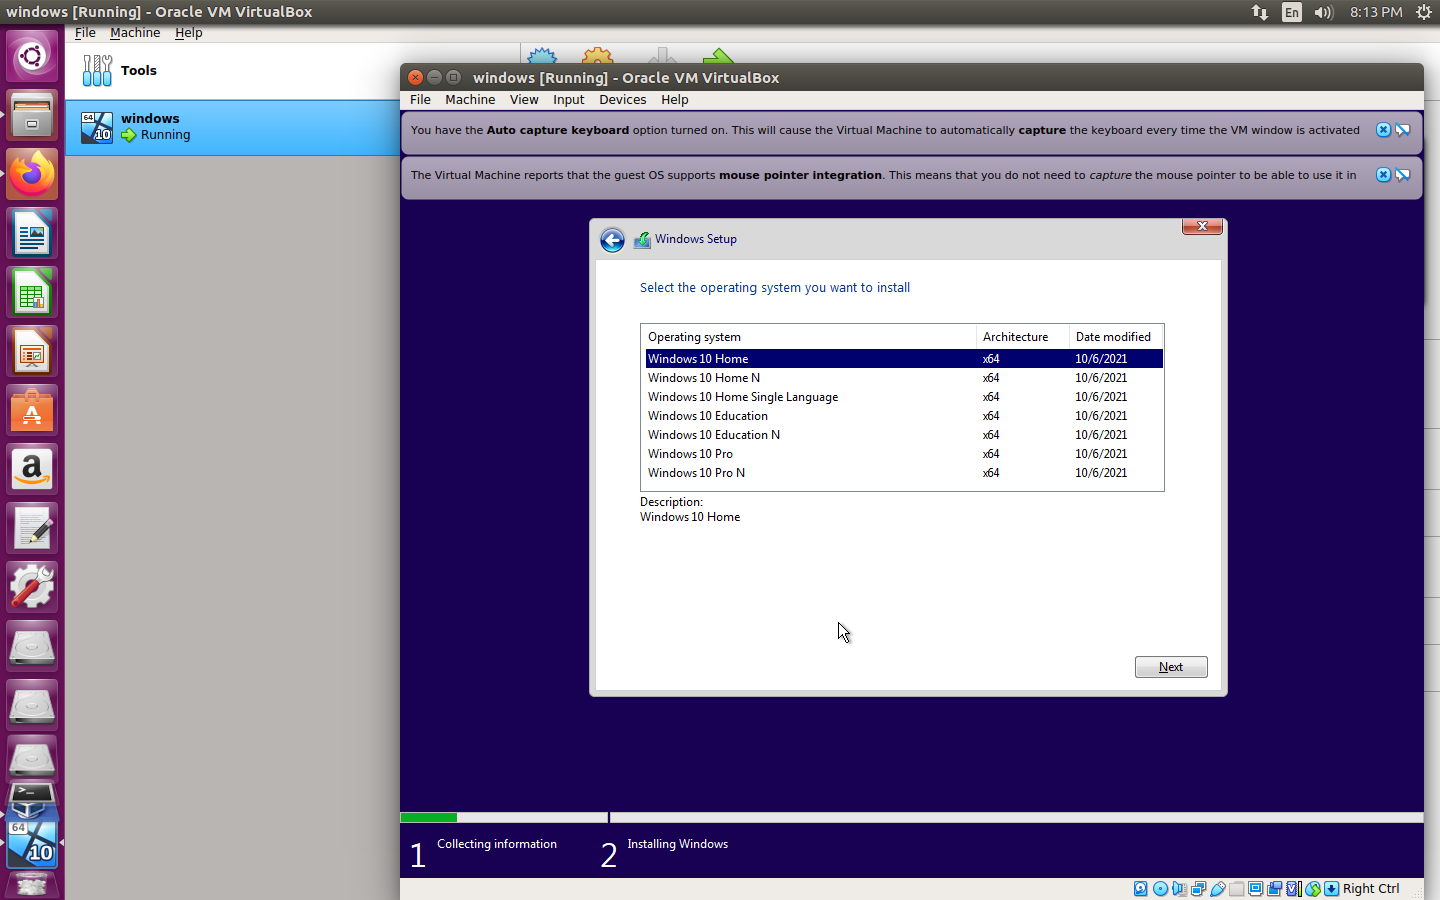 windows [Running] - Oracle VM VirtualBox
En
8:13 PM
File Machine Help
Tools
windows
Running
64
10
windows [Running] - Oracle VM VirtualBox
File Machine View Input Devices Help
You have the Auto capture keyboard option turned on. This will cause the Virtual Machine to automatically capture the keyboard every time the VM window is activated
The Virtual Machine reports that the guest OS supports mouse pointer integration. This means that you do not need to capture the mouse pointer to be able to use it in
Windows Setup
Select the operating system you want to install
Operating system Architecture Date modified
Windows 10 Home x64 10/6/2021
Windows 10 Home N x64 10/6/2021
Windows 10 Home Single Language x64 10/6/2021
Windows 10 Education x64 10/6/2021
Windows 10 Education N x64 10/6/2021
Windows 10 Pro x64 10/6/2021
Windows 10 Pro N x64 10/6/2021
Description:
Windows 10 Home
Next
1 Collecting information
2 Installing Windows
Right Ctrl
64
10